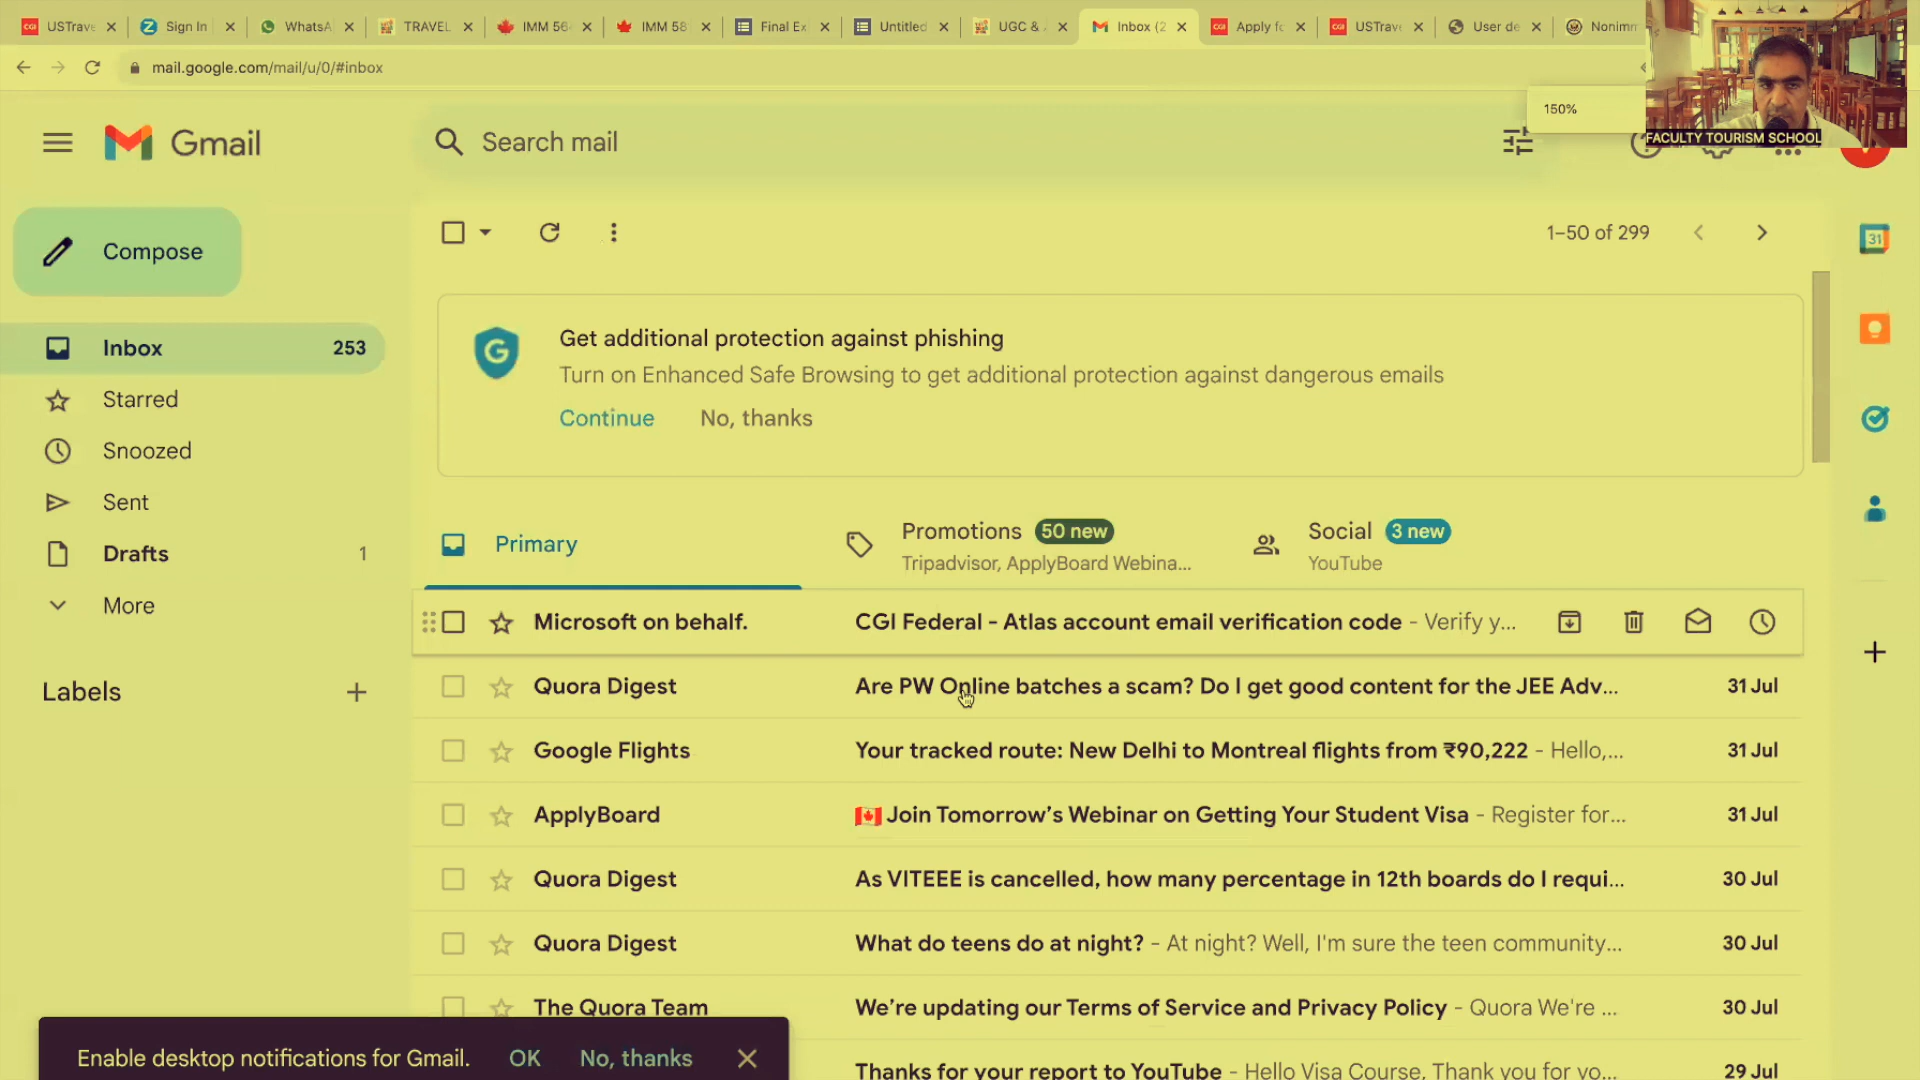 USTrave Sign In WhatsA TRAVEL IMM 56 IMM 58 Final Ex Untitled UGC & Inbox (2 Apply fo USTrave User de Nonimm
mail.google.com/mail/u/0/#inbox
150%
FACULTY TOURISM SCHOOL
Gmail
Search mail
Compose
1–50 of 299
Get additional protection against phishing
Turn on Enhanced Safe Browsing to get additional protection against dangerous emails
Continue No, thanks
Inbox 253
Starred
Snoozed
Sent
Drafts 1
More
Labels
Primary
Promotions 50 new
Tripadvisor, ApplyBoard Webina...
Social 3 new
YouTube
Microsoft on behalf. CGI Federal - Atlas account email verification code - Verify y...
Quora Digest Are PW Online batches a scam? Do I get good content for the JEE Adv... 31 Jul
Google Flights Your tracked route: New Delhi to Montreal flights from ₹90,222 - Hello,... 31 Jul
ApplyBoard Join Tomorrow's Webinar on Getting Your Student Visa - Register for... 31 Jul
Quora Digest As VITEEE is cancelled, how many percentage in 12th boards do I requi... 30 Jul
Quora Digest What do teens do at night? - At night? Well, I'm sure the teen community... 30 Jul
The Quora Team We're updating our Terms of Service and Privacy Policy - Quora We're ... 30 Jul
Thanks for your report to YouTube - Hello Visa Course, Thank you for yo... 29 Jul
Enable desktop notifications for Gmail. OK No, thanks